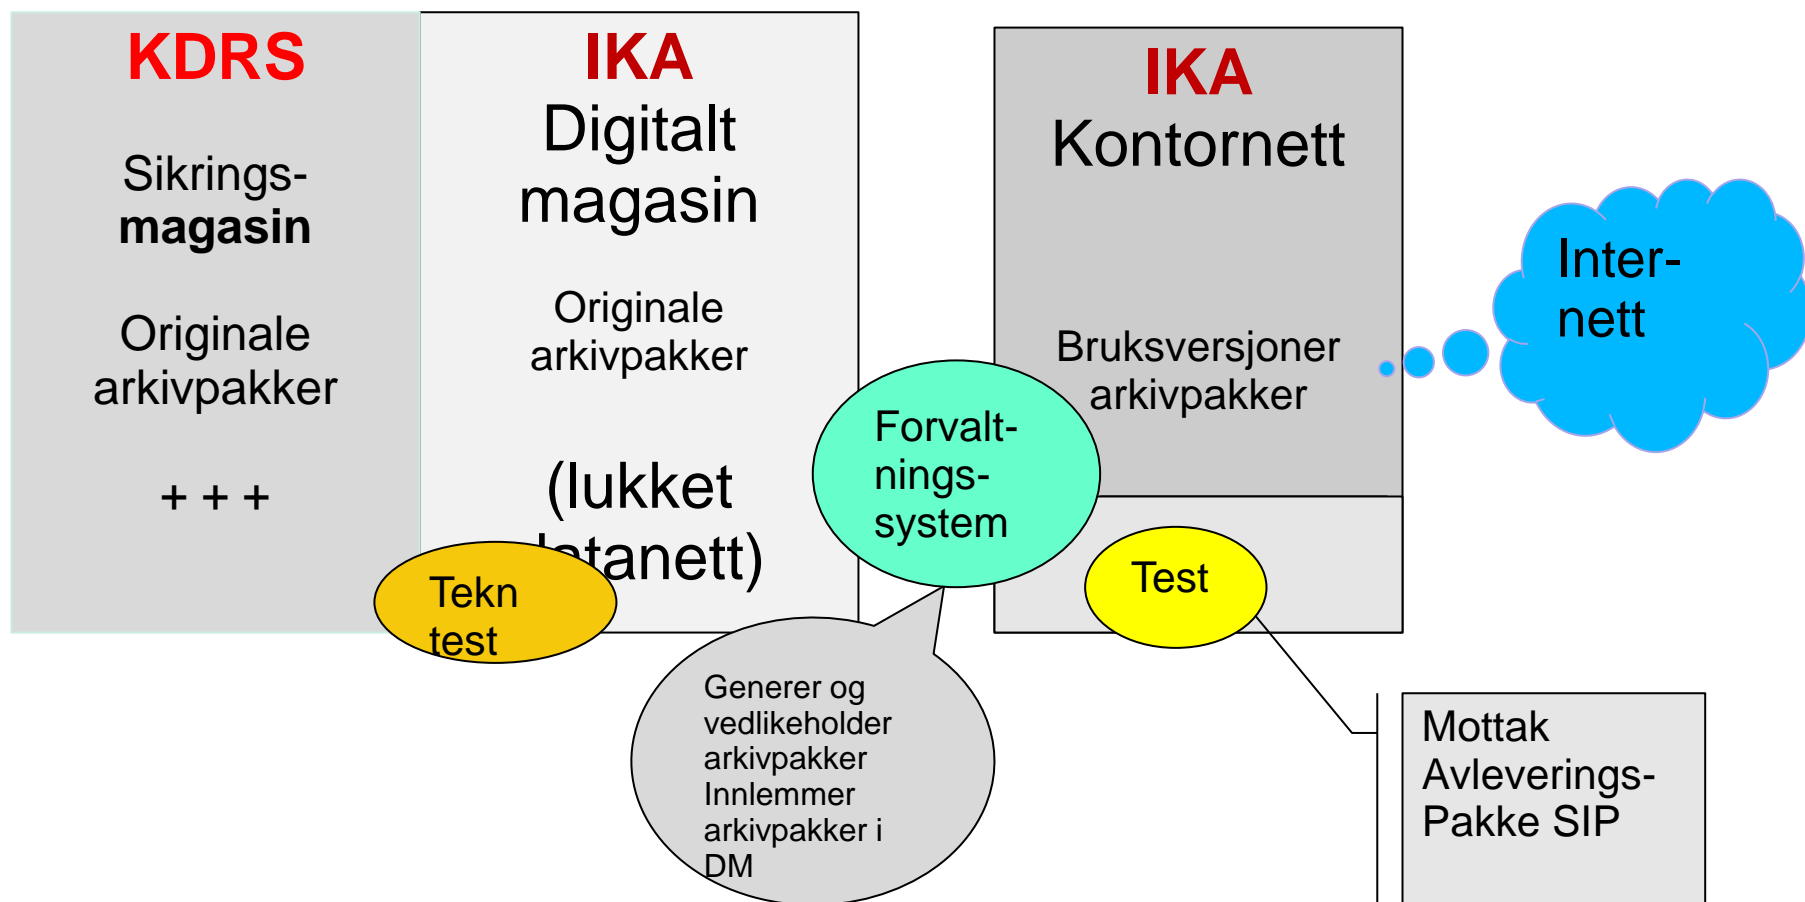 KDRS
Sikrings-
magasin
Originale
arkivpakker
+ + +
IKA
Digitalt
magasin
Originale
arkivpakker
(lukket
datanett)
Tekn
test
Forvalt-
nings-
system
IKA
Kontornett
Bruksversjoner
arkivpakker
Test
Inter-
nett
Generer og
vedlikeholder
arkivpakker
Innlemmer
arkivpakker i
DM
Mottak
Avleverings-
Pakke SIP